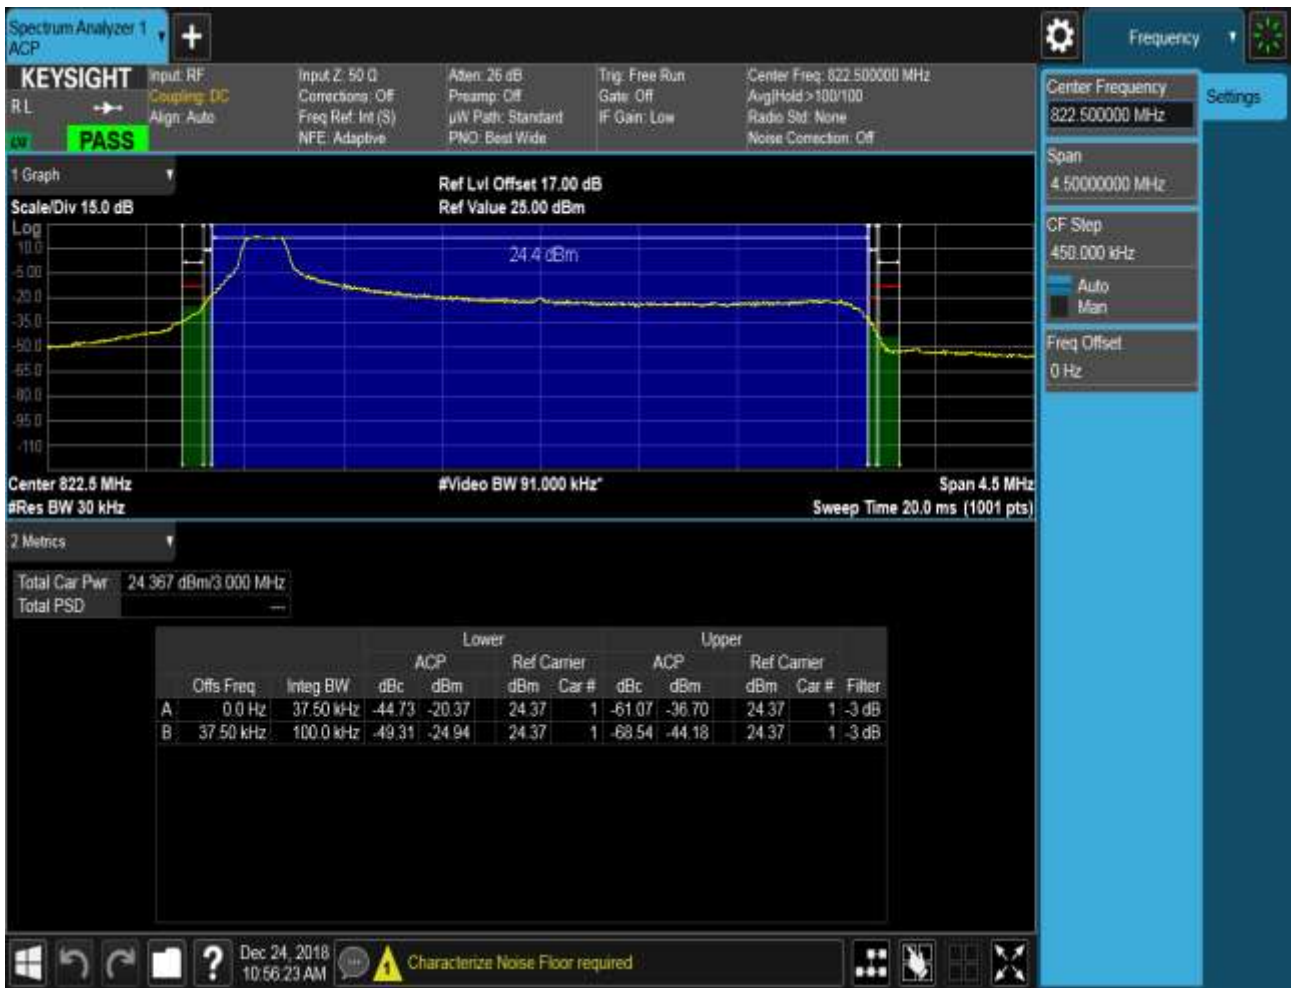 Spectrum Analyzer 1
ACP
Frequency
KEYSIGHT
R L
PASS
Input: RF
Coupling: DC
Align: Auto
Input Z: 50 Ω
Corrections: Off
Freq Ref: Int (S)
NFE: Adaptive
Atten: 26 dB
Preamp: Off
µW Path: Standard
PNO: Best Wide
Trig: Free Run
Gate: Off
IF Gain: Low
Center Freq: 822.500000 MHz
Avg|Hold >100/100
Radio Std: None
Noise Correction: Off
Center Frequency
822.500000 MHz
Settings
Span
4.50000000 MHz
CF Step
450.000 kHz
Auto
Man
Freq Offset
0 Hz
1 Graph
Scale/Div 15.0 dB
Ref Lvl Offset 17.00 dB
Ref Value 25.00 dBm
Log
10.0
-5.00
-20.0
-35.0
-50.0
-65.0
-80.0
-95.0
-110
24.4 dBm
Center 822.5 MHz
#Video BW 91.000 kHz*
Span 4.5 MHz
#Res BW 30 kHz
Sweep Time 20.0 ms (1001 pts)
2 Metrics
Total Car Pwr 24.367 dBm/3.000 MHz
Total PSD ---
Lower Upper
ACP Ref Carrier ACP Ref Carrier
Offs Freq Integ BW dBc dBm dBm Car # dBc dBm dBm Car # Filter
A 0.0 Hz 37.50 kHz -44.73 -20.37 24.37 1 -61.07 -36.70 24.37 1 -3 dB
B 37.50 kHz 100.0 kHz -49.31 -24.94 24.37 1 -68.54 -44.18 24.37 1 -3 dB
?
Dec 24, 2018
10:56:23 AM
1
Characterize Noise Floor required